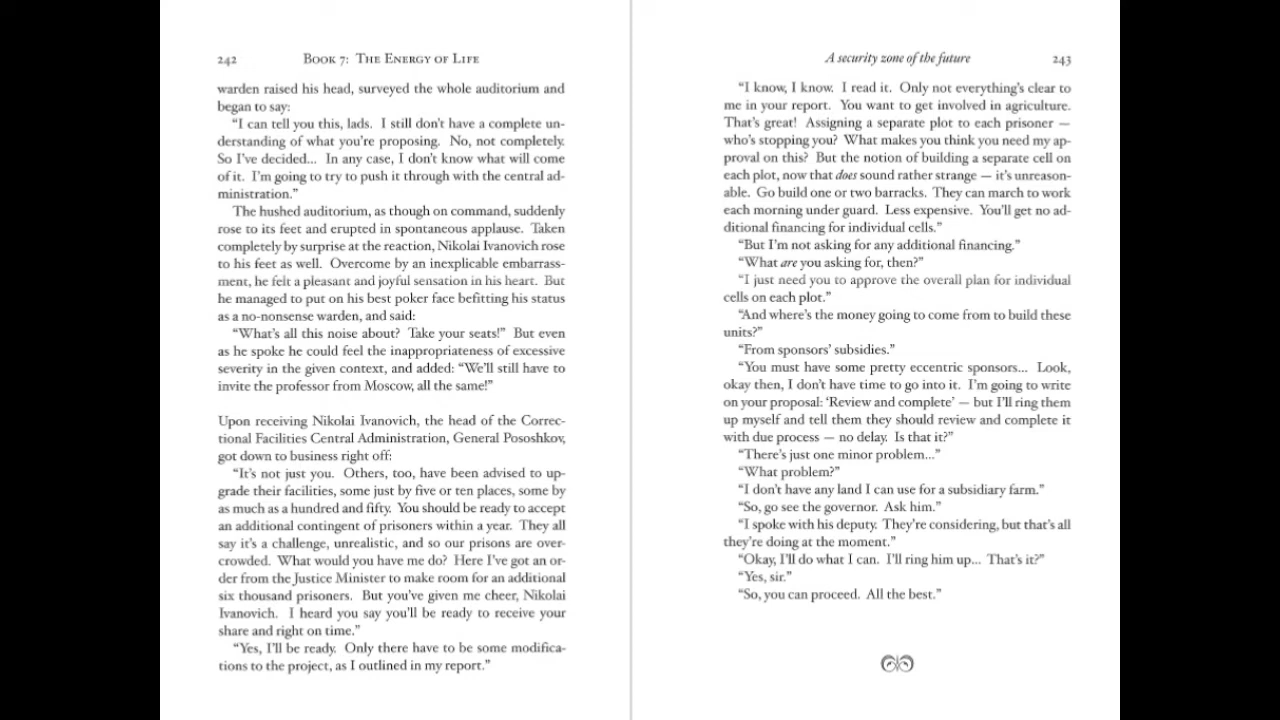 242 Book 7: The Energy of Life
warden raised his head, surveyed the whole auditorium and
began to say:
“I can tell you this, lads. I still don’t have a complete un-
derstanding of what you’re proposing. No, not completely.
So I’ve decided... In any case, I don’t know what will come
of it. I’m going to try to push it through with the central ad-
ministration.”
The hushed auditorium, as though on command, suddenly
rose to its feet and erupted in spontaneous applause. Taken
completely by surprise at the reaction, Nikolai Ivanovich rose
to his feet as well. Overcome by an inexplicable embarrass-
ment, he felt a pleasant and joyful sensation in his heart. But
he managed to put on his best poker face befitting his status
as a no-nonsense warden, and said:
“What’s all this noise about? Take your seats!” But even
as he spoke he could feel the inappropriateness of excessive
severity in the given context, and added: “We’ll still have to
invite the professor from Moscow, all the same!”
Upon receiving Nikolai Ivanovich, the head of the Correc-
tional Facilities Central Administration, General Pososhkov,
got down to business right off:
“It’s not just you. Others, too, have been advised to up-
grade their facilities, some just by five or ten places, some by
as much as a hundred and fifty. You should be ready to accept
an additional contingent of prisoners within a year. They all
say it’s a challenge, unrealistic, and so our prisons are over-
crowded. What would you have me do? Here I’ve got an or-
der from the Justice Minister to make room for an additional
six thousand prisoners. But you’ve given me cheer, Nikolai
Ivanovich. I heard you say you’ll be ready to receive your
share and right on time.”
“Yes, I’ll be ready. Only there have to be some modifica-
tions to the project, as I outlined in my report.”
A security zone of the future 243
“I know, I know. I read it. Only not everything’s clear to
me in your report. You want to get involved in agriculture.
That’s great! Assigning a separate plot to each prisoner —
who’s stopping you? What makes you think you need my ap-
proval on this? But the notion of building a separate cell on
each plot, now that does sound rather strange — it’s unreason-
able. Go build one or two barracks. They can march to work
each morning under guard. Less expensive. You’ll get no ad-
ditional financing for individual cells.”
“But I’m not asking for any additional financing.”
“What are you asking for, then?”
“I just need you to approve the overall plan for individual
cells on each plot.”
“And where’s the money going to come from to build these
units?”
“From sponsors’ subsidies.”
“You must have some pretty eccentric sponsors... Look,
okay then, I don’t have time to go into it. I’m going to write
on your proposal: ‘Review and complete’ — but I’ll ring them
up myself and tell them they should review and complete it
with due process — no delay. Is that it?”
“There’s just one minor problem...”
“What problem?”
“I don’t have any land I can use for a subsidiary farm.”
“So, go see the governor. Ask him.”
“I spoke with his deputy. They’re considering, but that’s all
they’re doing at the moment.”
“Okay, I’ll do what I can. I’ll ring him up... That’s it?”
“Yes, sir.”
“So, you can proceed. All the best.”